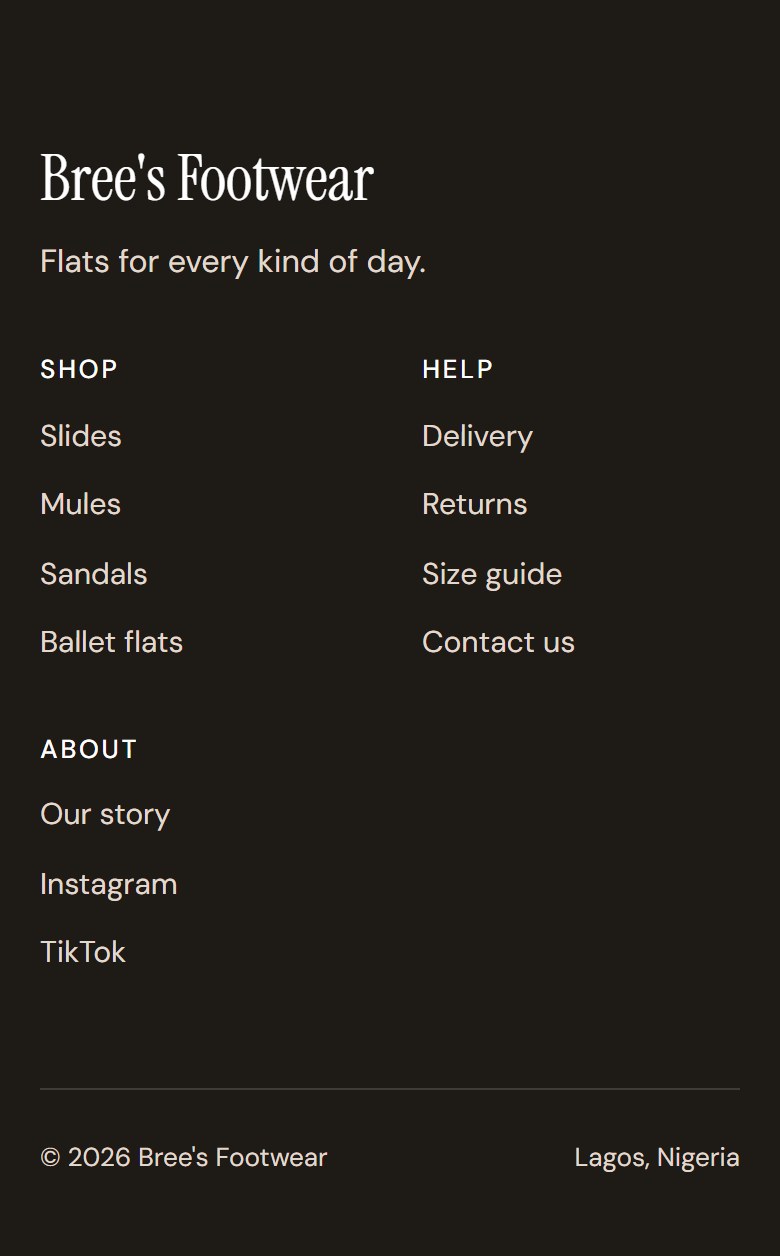 Bree's Footwear
Flats for every kind of day.
SHOP
Slides
Mules
Sandals
Ballet flats
HELP
Delivery
Returns
Size guide
Contact us
ABOUT
Our story
Instagram
TikTok
© 2026 Bree's Footwear
Lagos, Nigeria